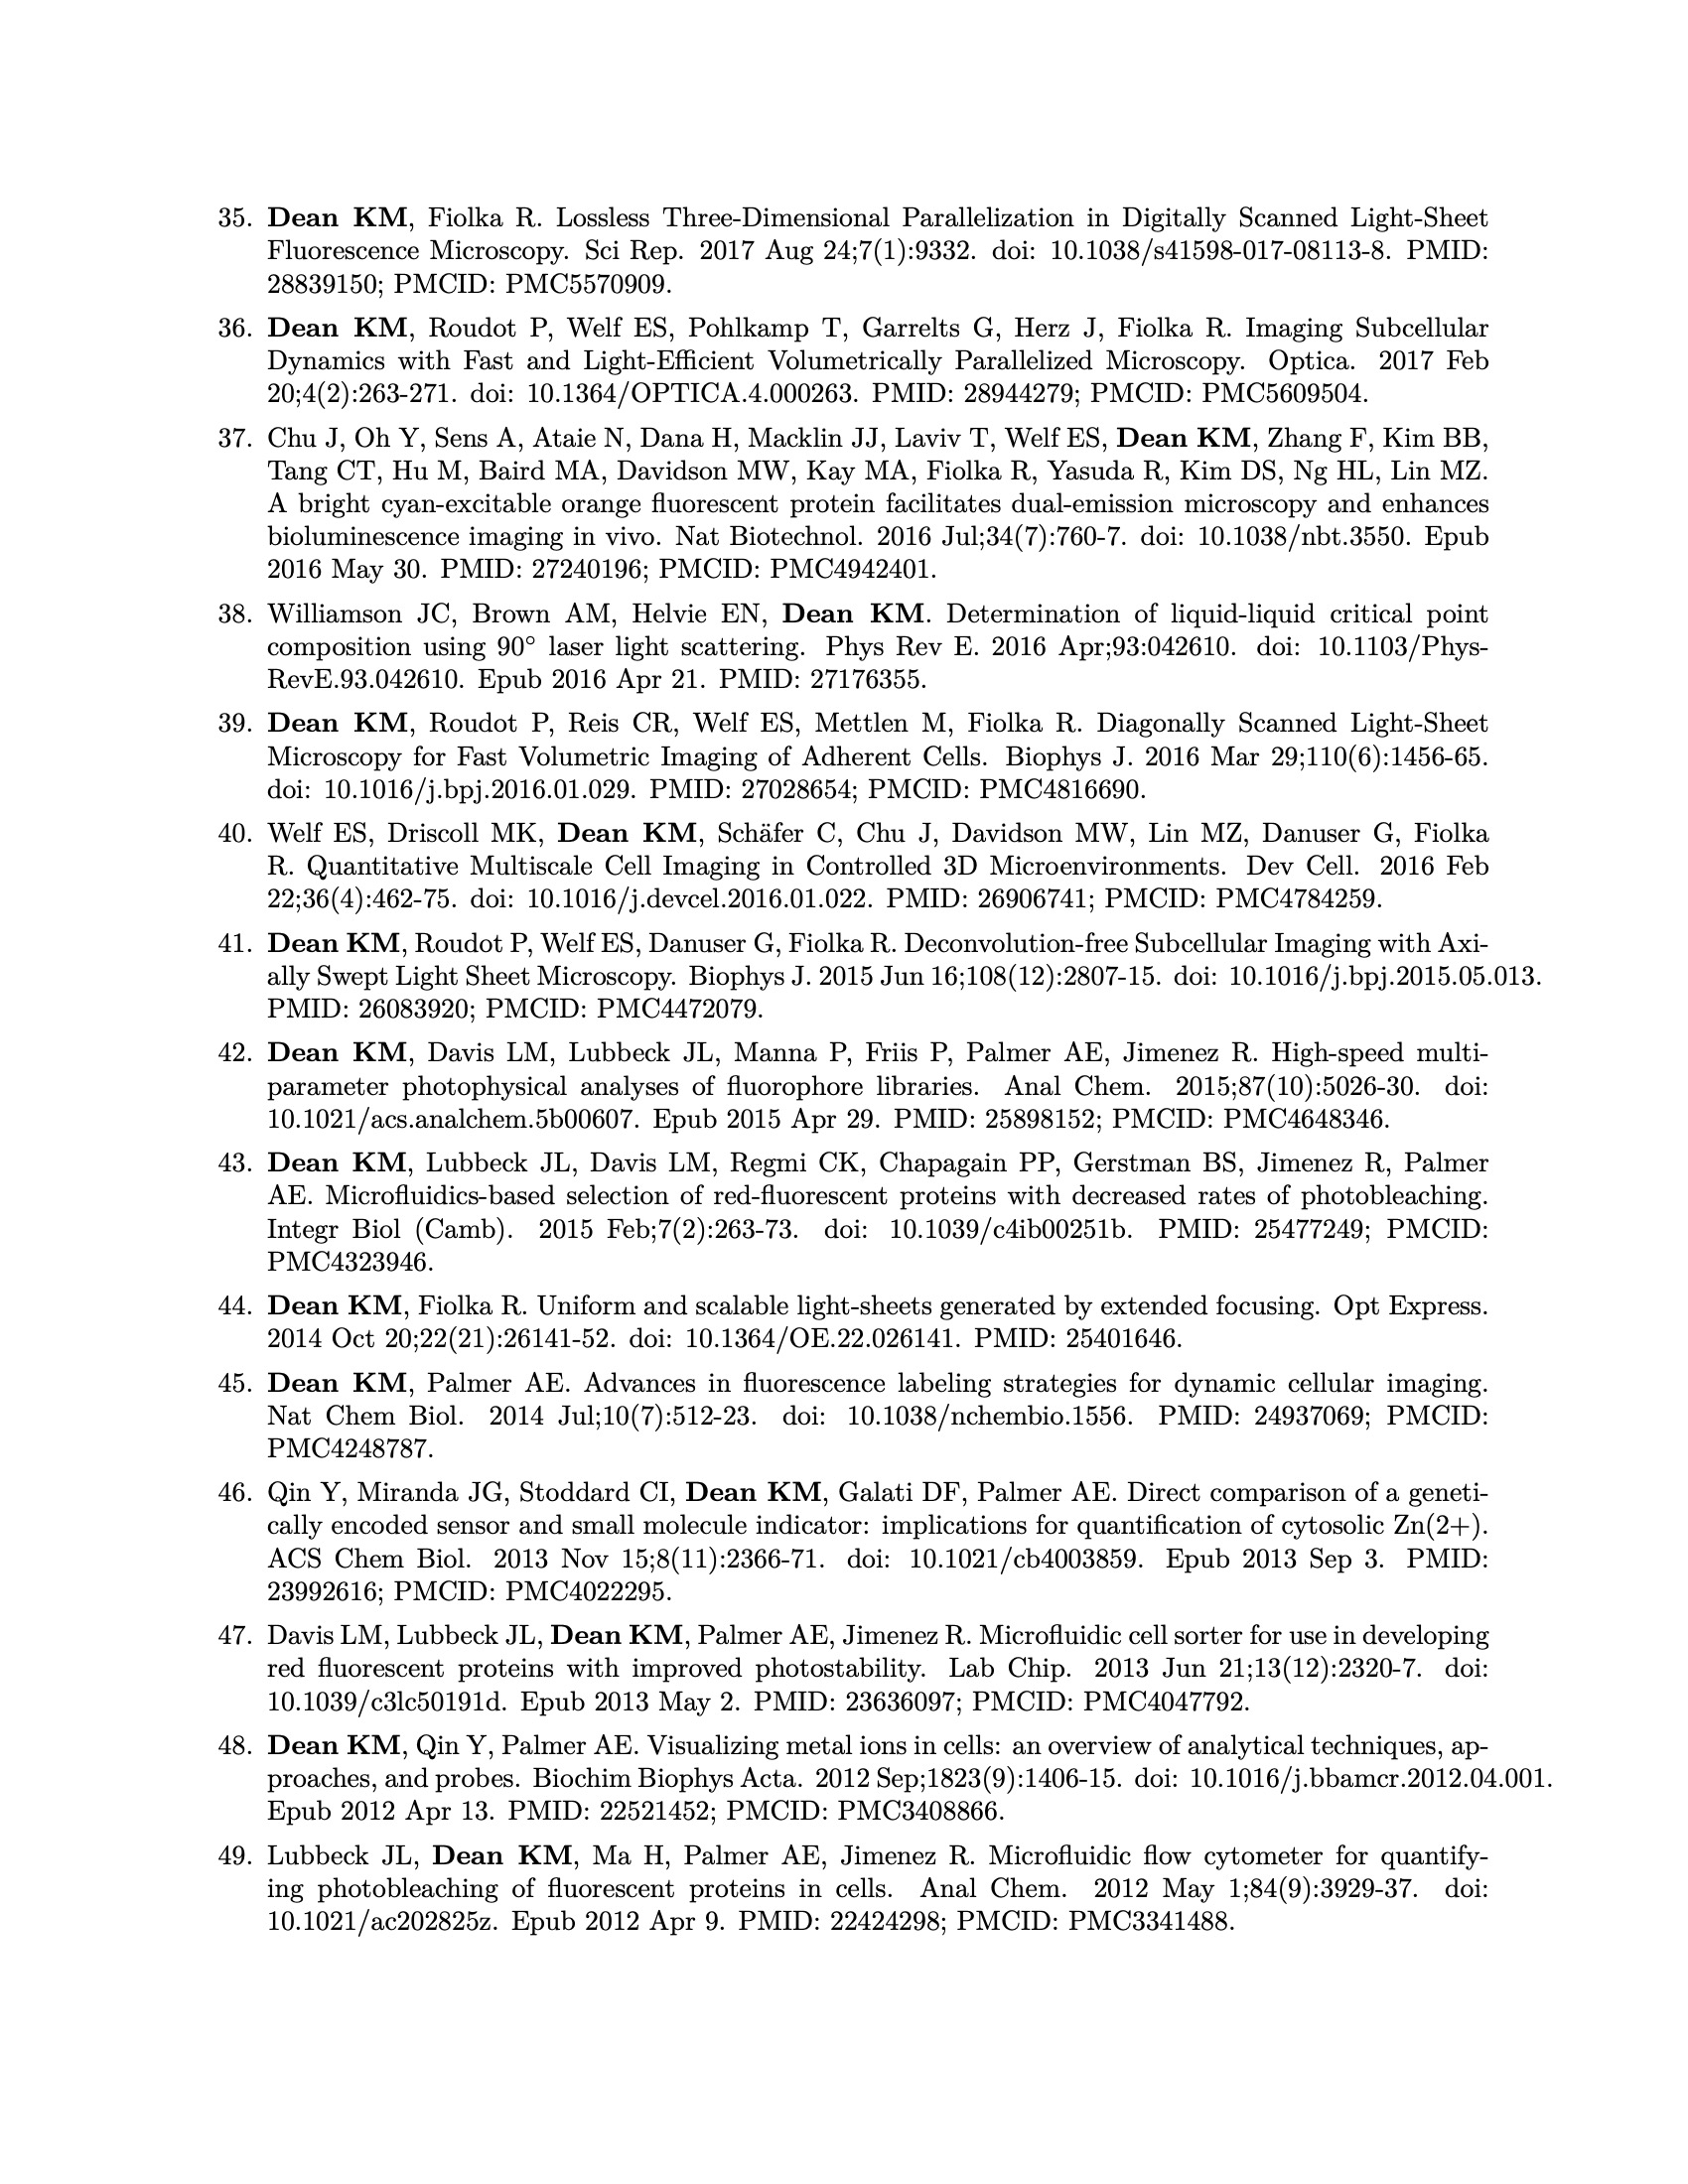 35. Dean KM, Fiolka R. Lossless Three-Dimensional Parallelization in Digitally Scanned Light-Sheet
Fluorescence Microscopy. Sci Rep. 2017 Aug 24;7(1):9332. doi: 10.1038/s41598-017-08113-8. PMID:
28839150; PMCID: PMC5570909.
36. Dean KM, Roudot P, Welf ES, Pohlkamp T, Garrelts G, Herz J, Fiolka R. Imaging Subcellular
Dynamics with Fast and Light-Efficient Volumetrically Parallelized Microscopy. Optica. 2017 Feb
20;4(2):263-271. doi: 10.1364/OPTICA.4.000263. PMID: 28944279; PMCID: PMC5609504.
37. Chu J, Oh Y, Sens A, Ataie N, Dana H, Macklin JJ, Laviv T, Welf ES, Dean KM, Zhang F, Kim BB,
Tang CT, Hu M, Baird MA, Davidson MW, Kay MA, Fiolka R, Yasuda R, Kim DS, Ng HL, Lin MZ.
A bright cyan-excitable orange fluorescent protein facilitates dual-emission microscopy and enhances
bioluminescence imaging in vivo. Nat Biotechnol. 2016 Jul;34(7):760-7. doi: 10.1038/nbt.3550. Epub
2016 May 30. PMID: 27240196; PMCID: PMC4942401.
38. Williamson JC, Brown AM, Helvie EN, Dean KM. Determination of liquid-liquid critical point
composition using 90° laser light scattering. Phys Rev E. 2016 Apr;93:042610. doi: 10.1103/Phys-
RevE.93.042610. Epub 2016 Apr 21. PMID: 27176355.
39. Dean KM, Roudot P, Reis CR, Welf ES, Mettlen M, Fiolka R. Diagonally Scanned Light-Sheet
Microscopy for Fast Volumetric Imaging of Adherent Cells. Biophys J. 2016 Mar 29;110(6):1456-65.
doi: 10.1016/j.bpj.2016.01.029. PMID: 27028654; PMCID: PMC4816690.
40. Welf ES, Driscoll MK, Dean KM, Schäfer C, Chu J, Davidson MW, Lin MZ, Danuser G, Fiolka
R. Quantitative Multiscale Cell Imaging in Controlled 3D Microenvironments. Dev Cell. 2016 Feb
22;36(4):462-75. doi: 10.1016/j.devcel.2016.01.022. PMID: 26906741; PMCID: PMC4784259.
41. Dean KM, Roudot P, Welf ES, Danuser G, Fiolka R. Deconvolution-free Subcellular Imaging with Axi-
ally Swept Light Sheet Microscopy. Biophys J. 2015 Jun 16;108(12):2807-15. doi: 10.1016/j.bpj.2015.05.013.
PMID: 26083920; PMCID: PMC4472079.
42. Dean KM, Davis LM, Lubbeck JL, Manna P, Friis P, Palmer AE, Jimenez R. High-speed multi-
parameter photophysical analyses of fluorophore libraries. Anal Chem. 2015;87(10):5026-30. doi:
10.1021/acs.analchem.5b00607. Epub 2015 Apr 29. PMID: 25898152; PMCID: PMC4648346.
43. Dean KM, Lubbeck JL, Davis LM, Regmi CK, Chapagain PP, Gerstman BS, Jimenez R, Palmer
AE. Microfluidics-based selection of red-fluorescent proteins with decreased rates of photobleaching.
Integr Biol (Camb). 2015 Feb;7(2):263-73. doi: 10.1039/c4ib00251b. PMID: 25477249; PMCID:
PMC4323946.
44. Dean KM, Fiolka R. Uniform and scalable light-sheets generated by extended focusing. Opt Express.
2014 Oct 20;22(21):26141-52. doi: 10.1364/OE.22.026141. PMID: 25401646.
45. Dean KM, Palmer AE. Advances in fluorescence labeling strategies for dynamic cellular imaging.
Nat Chem Biol. 2014 Jul;10(7):512-23. doi: 10.1038/nchembio.1556. PMID: 24937069; PMCID:
PMC4248787.
46. Qin Y, Miranda JG, Stoddard CI, Dean KM, Galati DF, Palmer AE. Direct comparison of a geneti-
cally encoded sensor and small molecule indicator: implications for quantification of cytosolic Zn(2+).
ACS Chem Biol. 2013 Nov 15;8(11):2366-71. doi: 10.1021/cb4003859. Epub 2013 Sep 3. PMID:
23992616; PMCID: PMC4022295.
47. Davis LM, Lubbeck JL, Dean KM, Palmer AE, Jimenez R. Microfluidic cell sorter for use in developing
red fluorescent proteins with improved photostability. Lab Chip. 2013 Jun 21;13(12):2320-7. doi:
10.1039/c3lc50191d. Epub 2013 May 2. PMID: 23636097; PMCID: PMC4047792.
48. Dean KM, Qin Y, Palmer AE. Visualizing metal ions in cells: an overview of analytical techniques, ap-
proaches, and probes. Biochim Biophys Acta. 2012 Sep;1823(9):1406-15. doi: 10.1016/j.bbamcr.2012.04.001.
Epub 2012 Apr 13. PMID: 22521452; PMCID: PMC3408866.
49. Lubbeck JL, Dean KM, Ma H, Palmer AE, Jimenez R. Microfluidic flow cytometer for quantify-
ing photobleaching of fluorescent proteins in cells. Anal Chem. 2012 May 1;84(9):3929-37. doi:
10.1021/ac202825z. Epub 2012 Apr 9. PMID: 22424298; PMCID: PMC3341488.